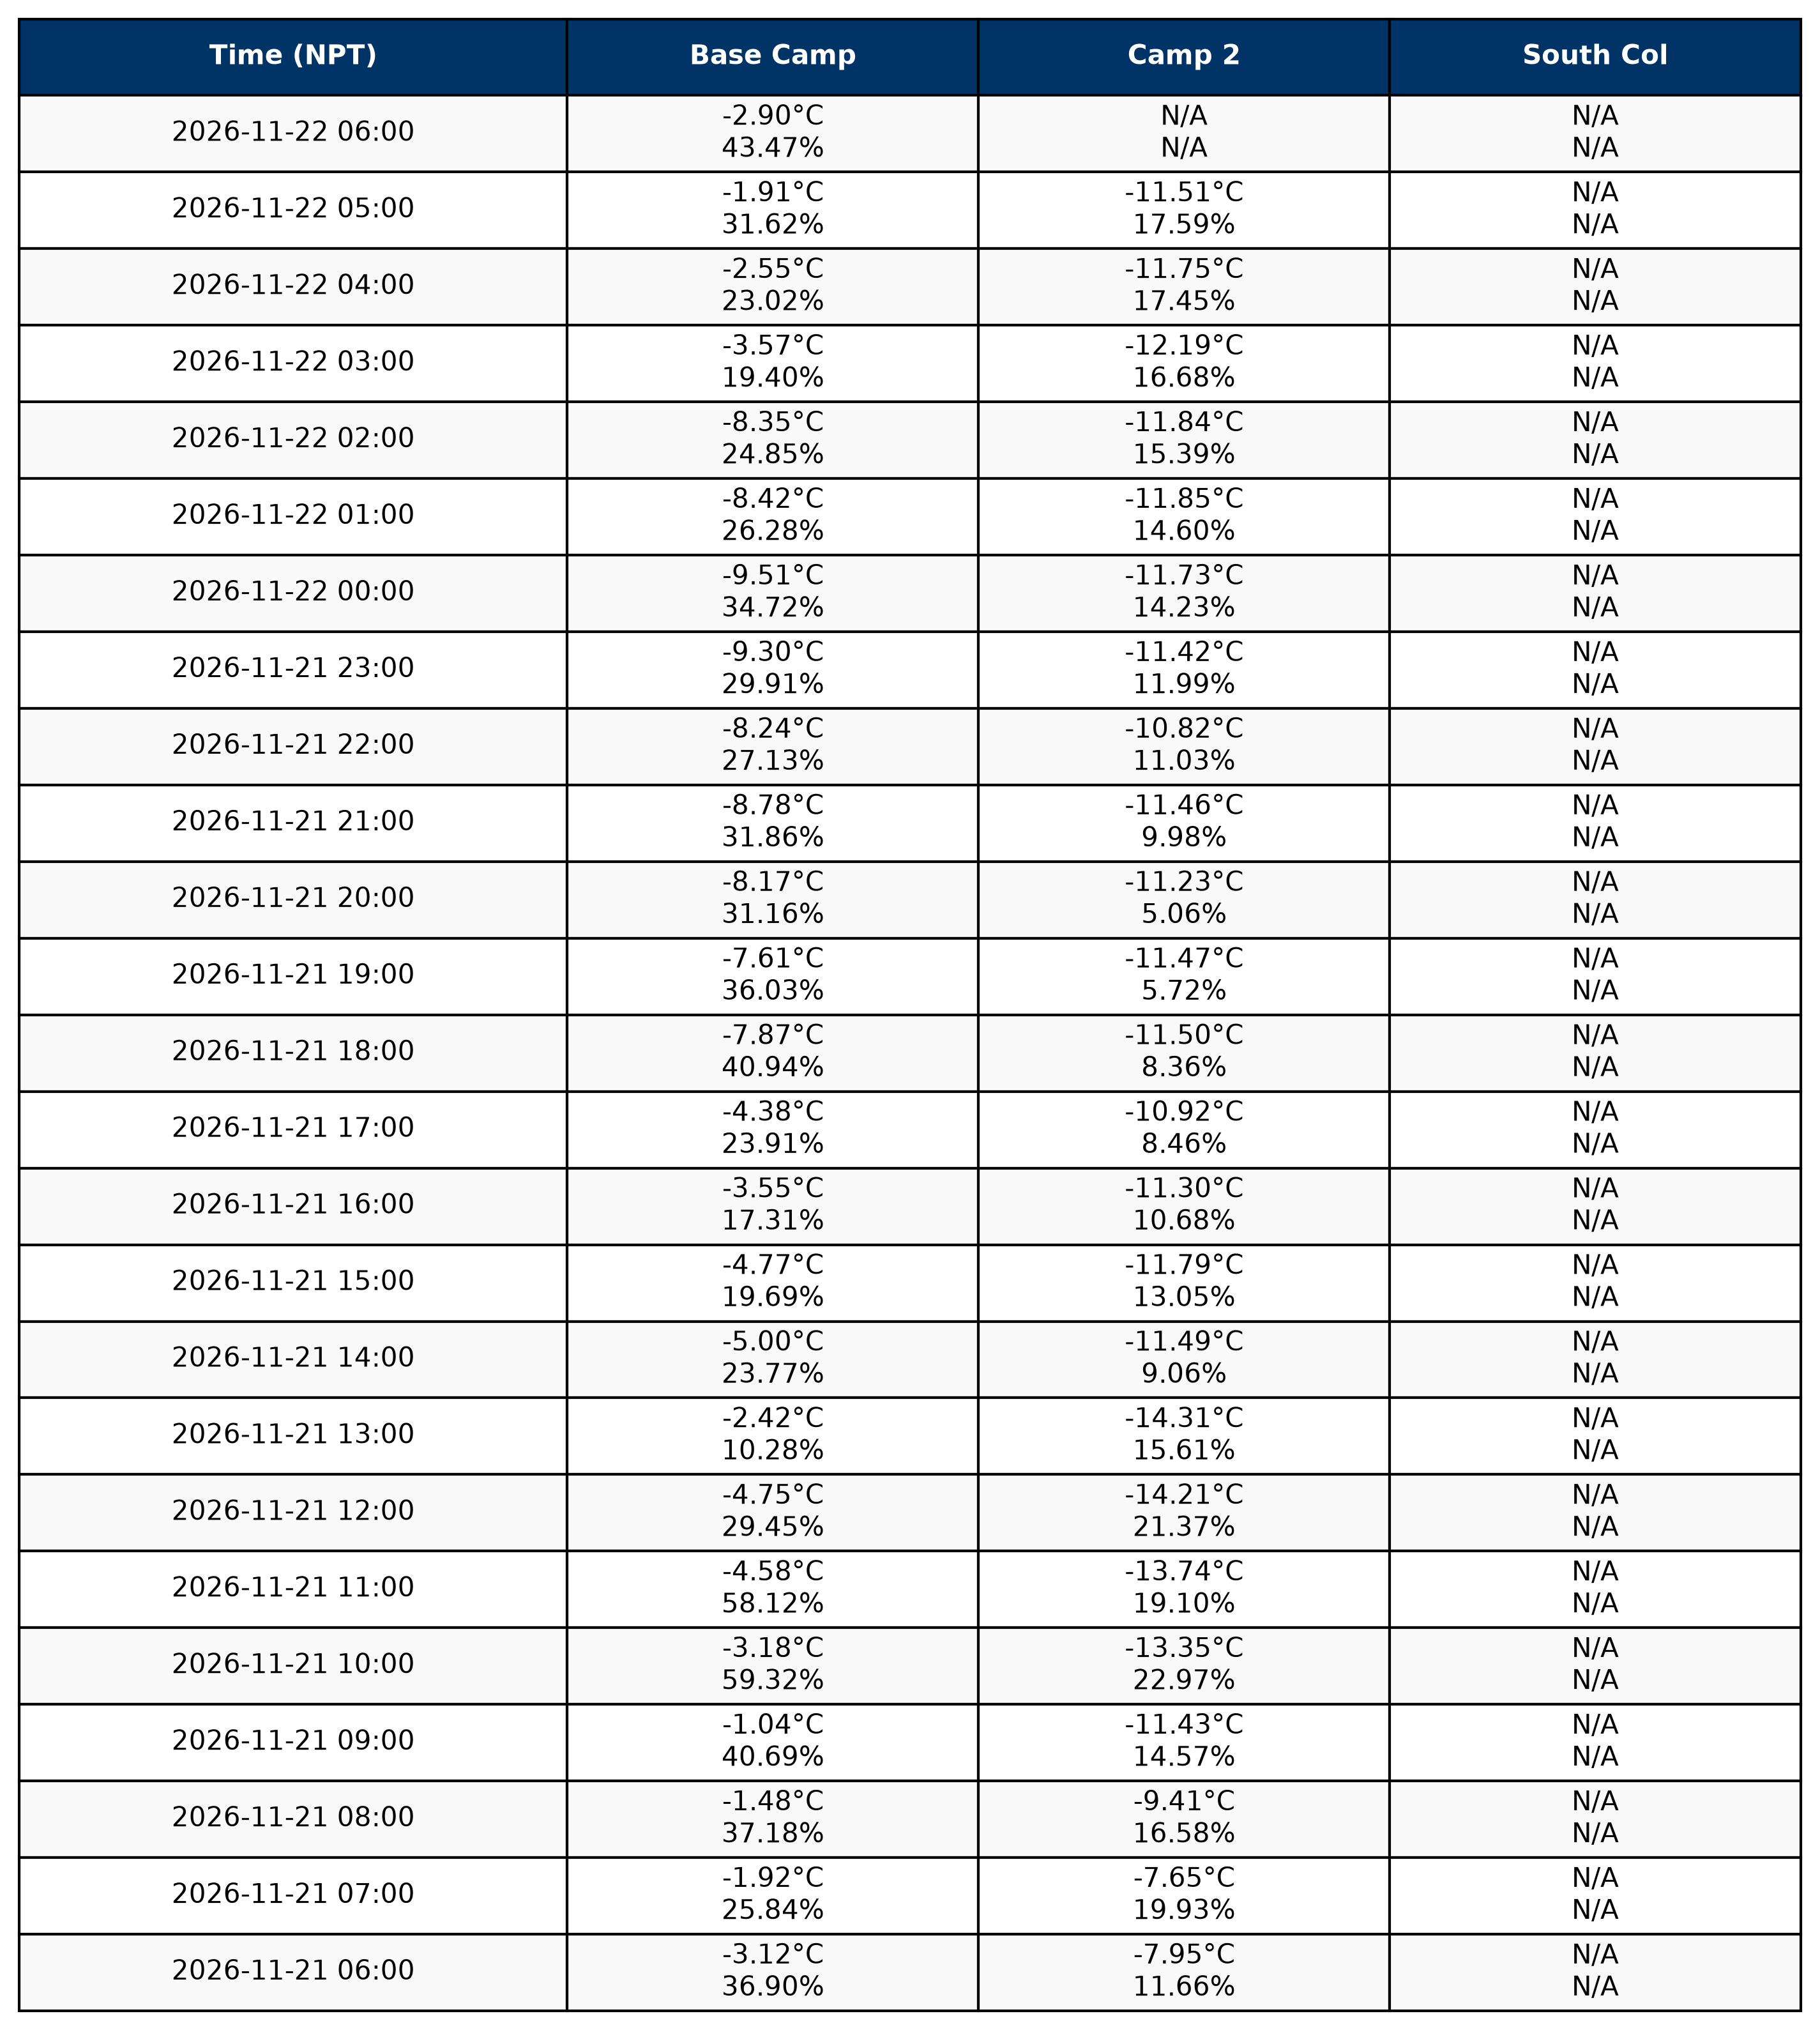 Time (NPT) Base Camp Camp 2 South Col
2026-11-22 06:00 -2.90°C N/A N/A
43.47% N/A N/A
2026-11-22 05:00 -1.91°C -11.51°C N/A
31.62% 17.59% N/A
2026-11-22 04:00 -2.55°C -11.75°C N/A
23.02% 17.45% N/A
2026-11-22 03:00 -3.57°C -12.19°C N/A
19.40% 16.68% N/A
2026-11-22 02:00 -8.35°C -11.84°C N/A
24.85% 15.39% N/A
2026-11-22 01:00 -8.42°C -11.85°C N/A
26.28% 14.60% N/A
2026-11-22 00:00 -9.51°C -11.73°C N/A
34.72% 14.23% N/A
2026-11-21 23:00 -9.30°C -11.42°C N/A
29.91% 11.99% N/A
2026-11-21 22:00 -8.24°C -10.82°C N/A
27.13% 11.03% N/A
2026-11-21 21:00 -8.78°C -11.46°C N/A
31.86% 9.98% N/A
2026-11-21 20:00 -8.17°C -11.23°C N/A
31.16% 5.06% N/A
2026-11-21 19:00 -7.61°C -11.47°C N/A
36.03% 5.72% N/A
2026-11-21 18:00 -7.87°C -11.50°C N/A
40.94% 8.36% N/A
2026-11-21 17:00 -4.38°C -10.92°C N/A
23.91% 8.46% N/A
2026-11-21 16:00 -3.55°C -11.30°C N/A
17.31% 10.68% N/A
2026-11-21 15:00 -4.77°C -11.79°C N/A
19.69% 13.05% N/A
2026-11-21 14:00 -5.00°C -11.49°C N/A
23.77% 9.06% N/A
2026-11-21 13:00 -2.42°C -14.31°C N/A
10.28% 15.61% N/A
2026-11-21 12:00 -4.75°C -14.21°C N/A
29.45% 21.37% N/A
2026-11-21 11:00 -4.58°C -13.74°C N/A
58.12% 19.10% N/A
2026-11-21 10:00 -3.18°C -13.35°C N/A
59.32% 22.97% N/A
2026-11-21 09:00 -1.04°C -11.43°C N/A
40.69% 14.57% N/A
2026-11-21 08:00 -1.48°C -9.41°C N/A
37.18% 16.58% N/A
2026-11-21 07:00 -1.92°C -7.65°C N/A
25.84% 19.93% N/A
2026-11-21 06:00 -3.12°C -7.95°C N/A
36.90% 11.66% N/A